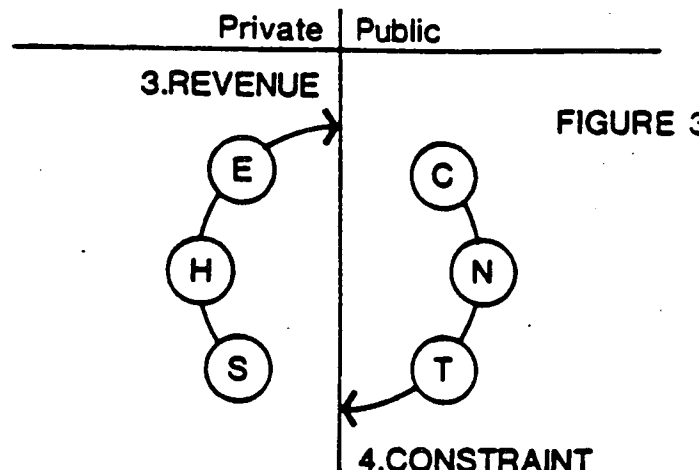 Private Public
3.REVENUE
FIGURE 3
E C
H N
S T
4.CONSTRAINT